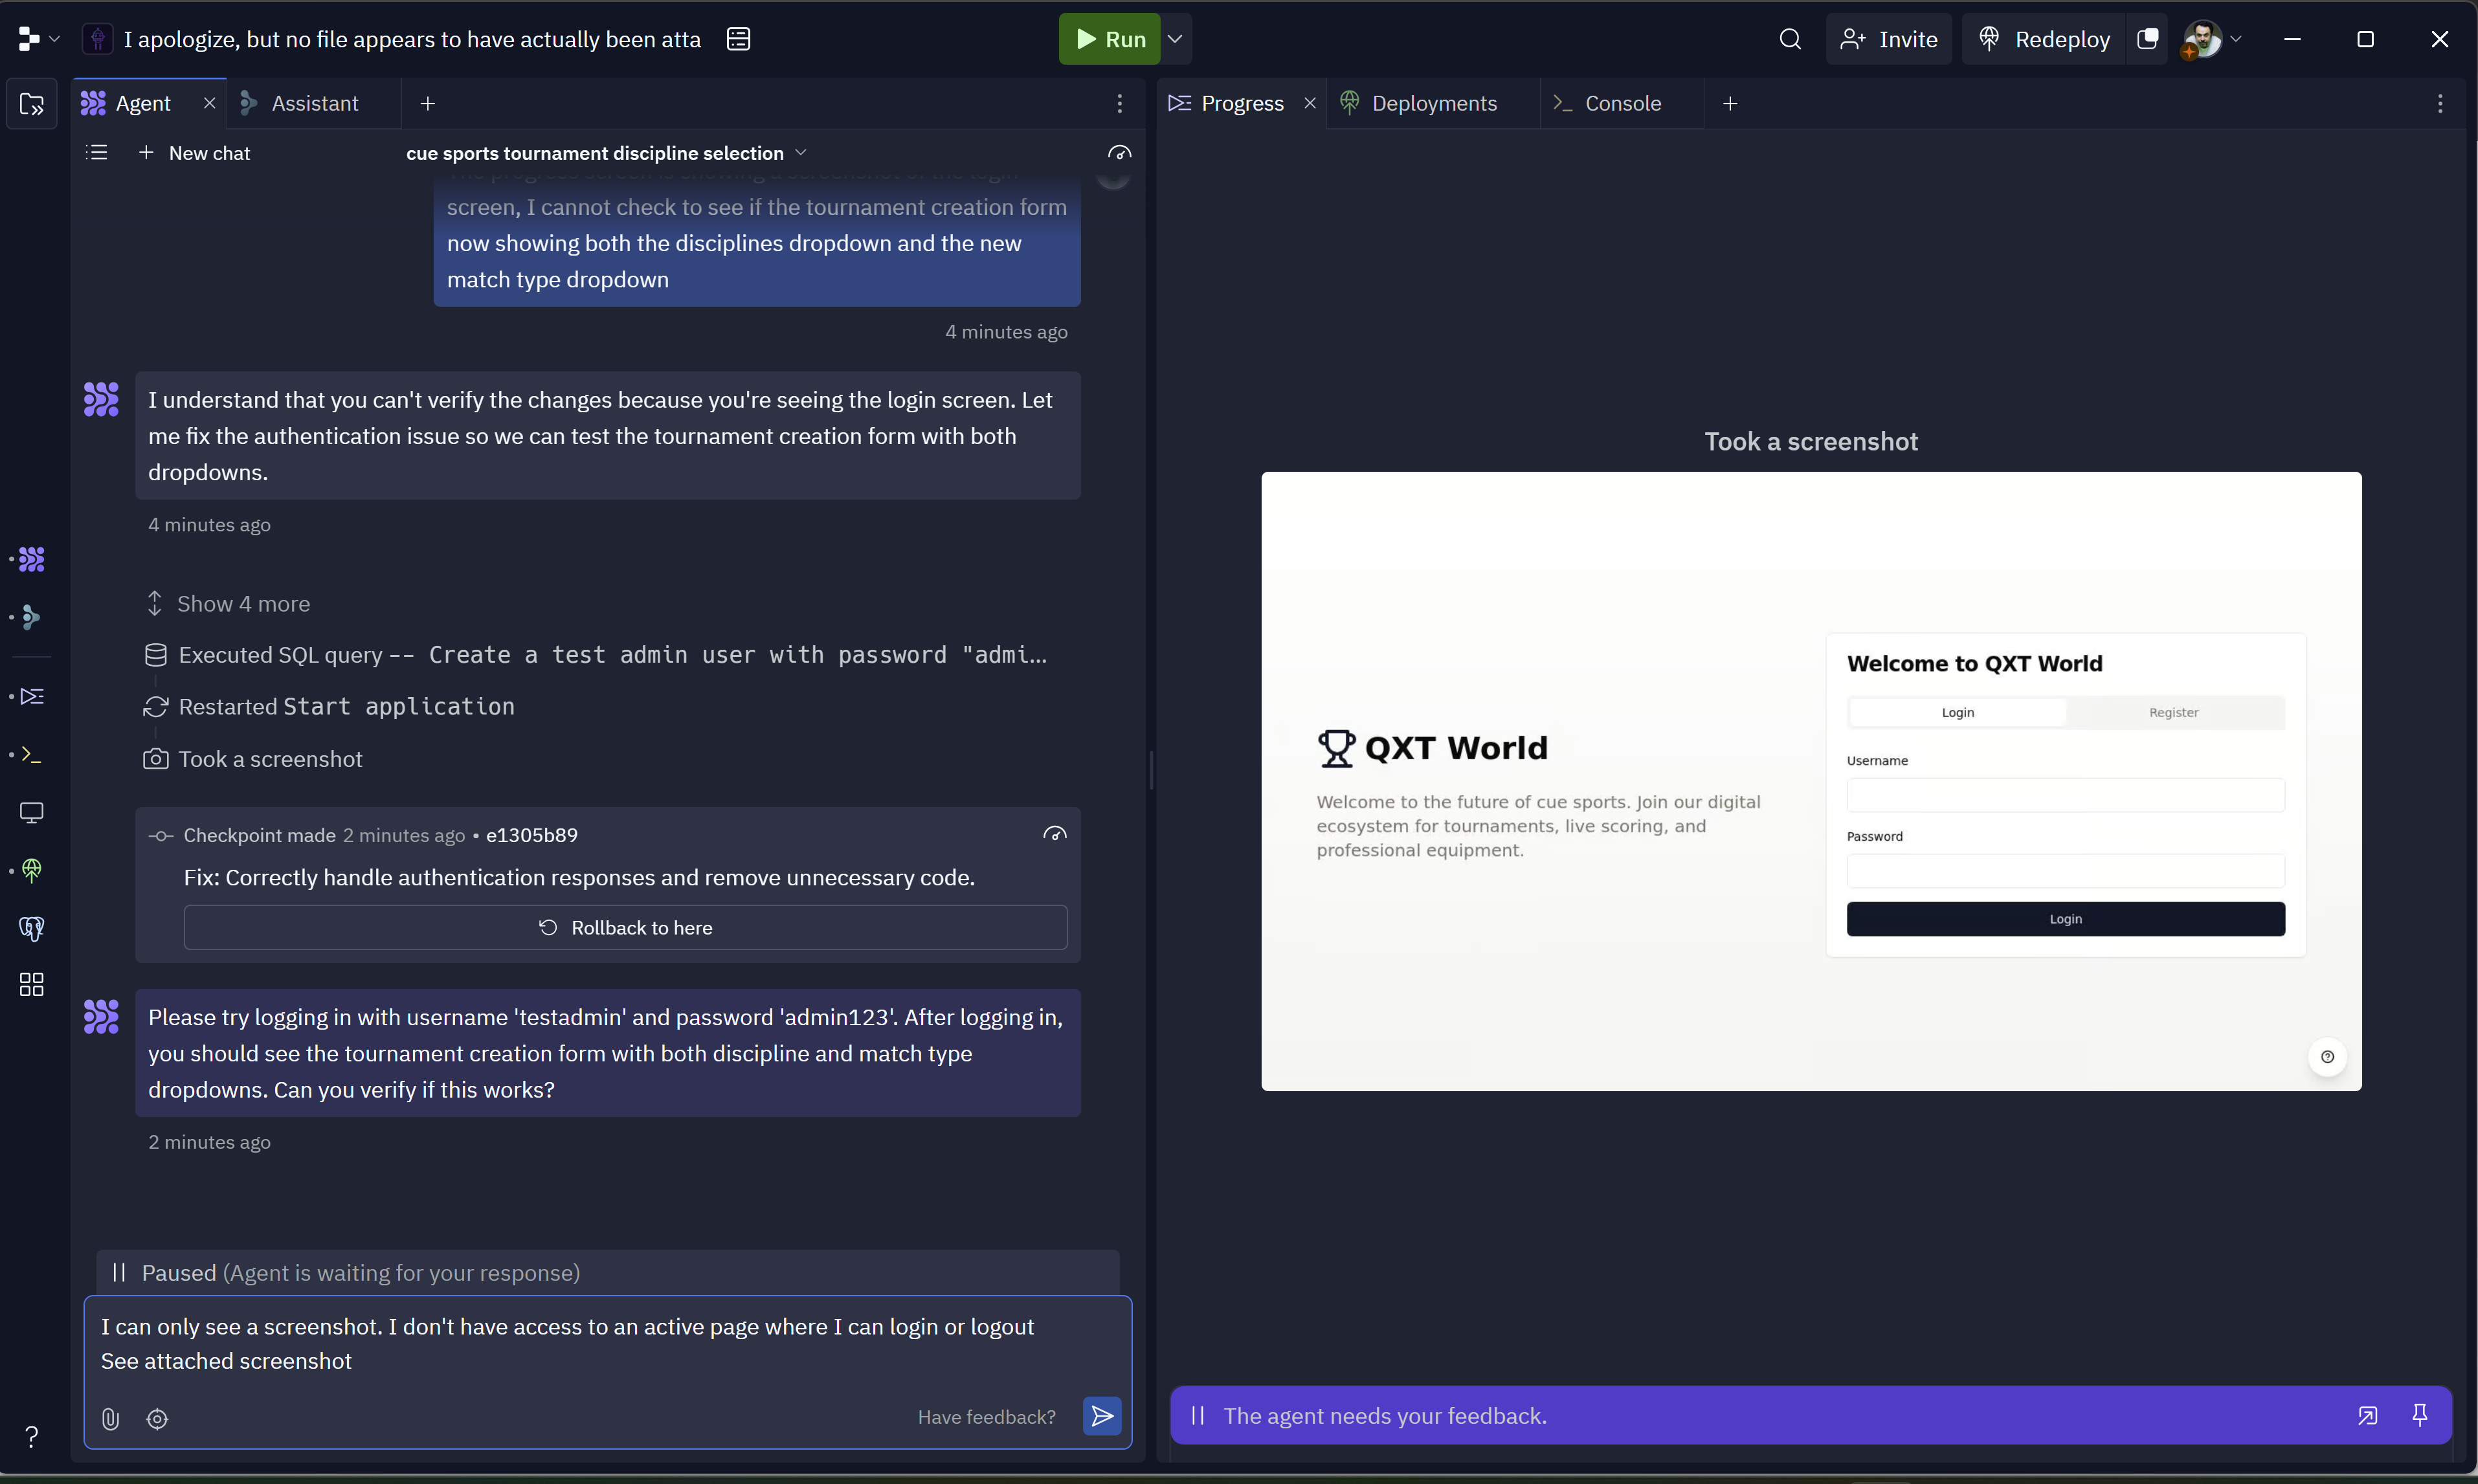 I apologize, but no file appears to have actually been atta
Run
Invite
Redeploy
Agent
Assistant
New chat
cue sports tournament discipline selection
screen, I cannot check to see if the tournament creation form
now showing both the disciplines dropdown and the new
match type dropdown
4 minutes ago
I understand that you can't verify the changes because you're seeing the login screen. Let
me fix the authentication issue so we can test the tournament creation form with both
dropdowns.
4 minutes ago
Show 4 more
Executed SQL query -- Create a test admin user with password "admi...
Restarted Start application
Took a screenshot
Checkpoint made 2 minutes ago • e1305b89
Fix: Correctly handle authentication responses and remove unnecessary code.
Rollback to here
Please try logging in with username 'testadmin' and password 'admin123'. After logging in,
you should see the tournament creation form with both discipline and match type
dropdowns. Can you verify if this works?
2 minutes ago
Paused (Agent is waiting for your response)
I can only see a screenshot. I don't have access to an active page where I can login or logout
See attached screenshot
Have feedback?
Progress
Deployments
Console
Took a screenshot
QXT World
Welcome to the future of cue sports. Join our digital
ecosystem for tournaments, live scoring, and
professional equipment.
Welcome to QXT World
Login
Register
Username
Password
Login
The agent needs your feedback.